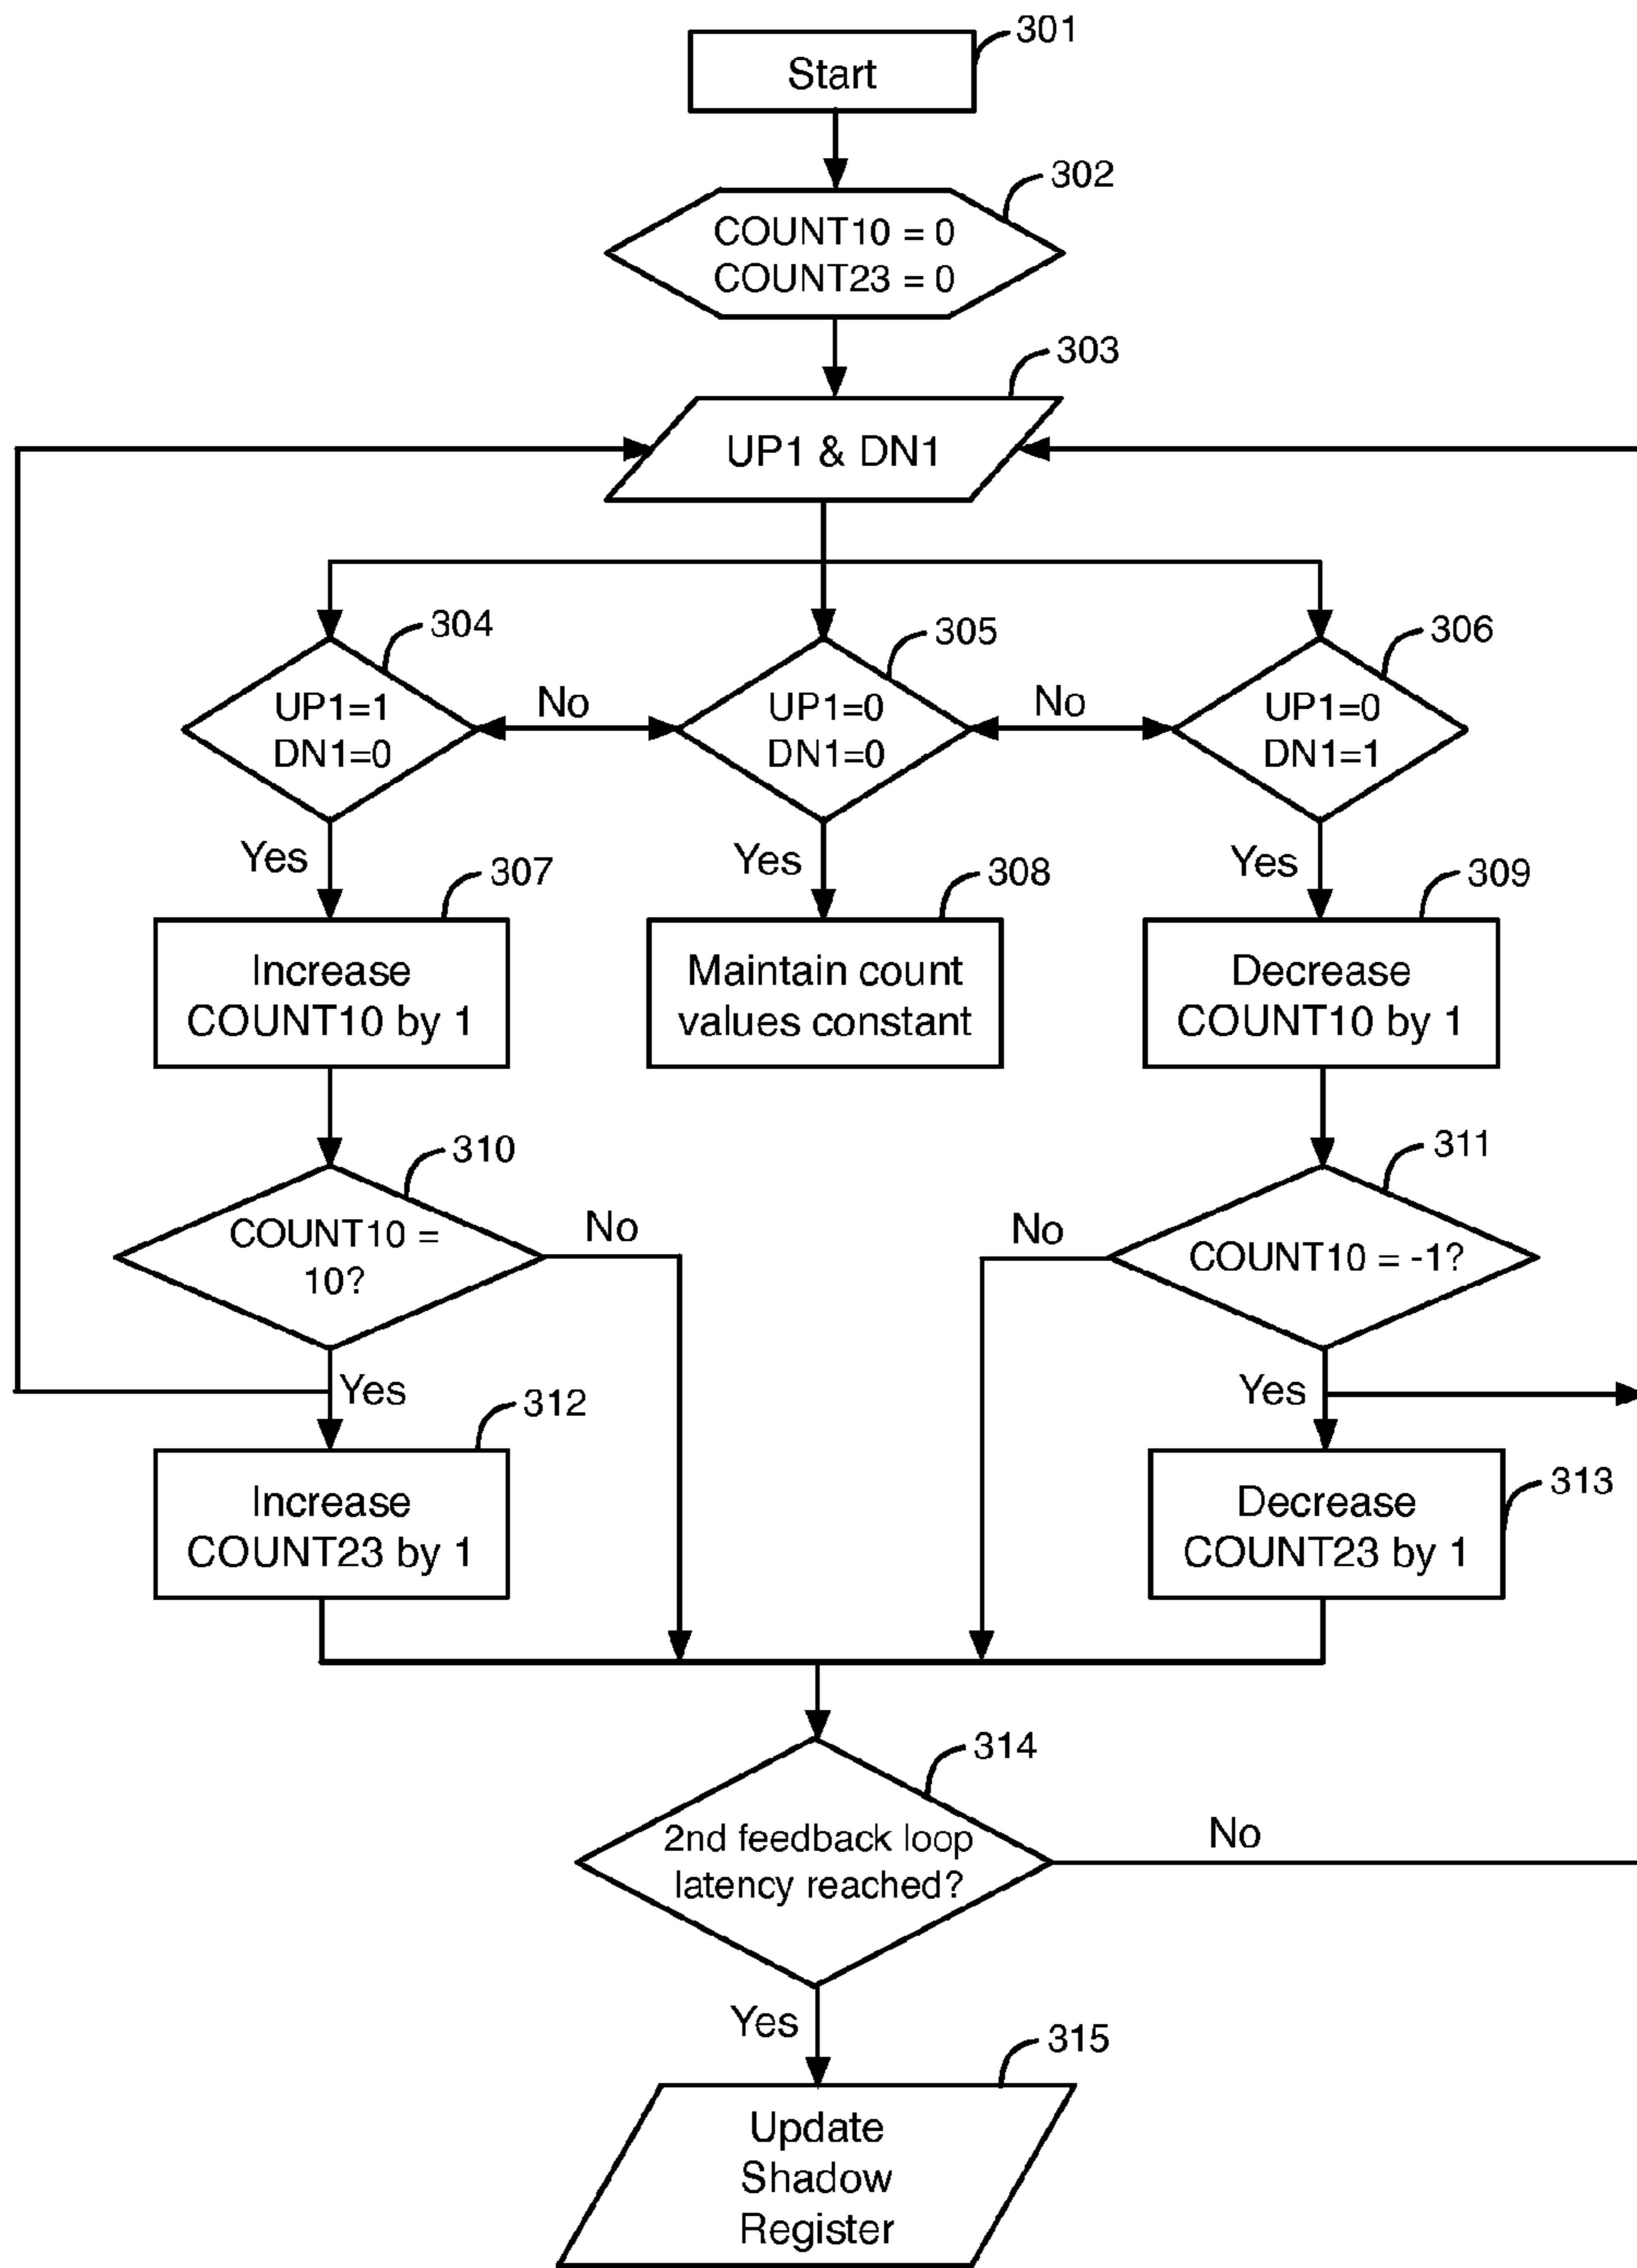 301
Start
302
COUNT10 = 0
COUNT23 = 0
303
UP1 & DN1
304
305
306
UP1=1
DN1=0
No
UP1=0
DN1=0
No
UP1=0
DN1=1
Yes
307
Yes
308
Yes
309
Increase
COUNT10 by 1
Maintain count
values constant
Decrease
COUNT10 by 1
310
311
COUNT10 =
10?
No
No
COUNT10 = -1?
Yes
312
Yes
313
Increase
COUNT23 by 1
Decrease
COUNT23 by 1
314
2nd feedback loop
latency reached?
No
Yes
315
Update
Shadow
Register